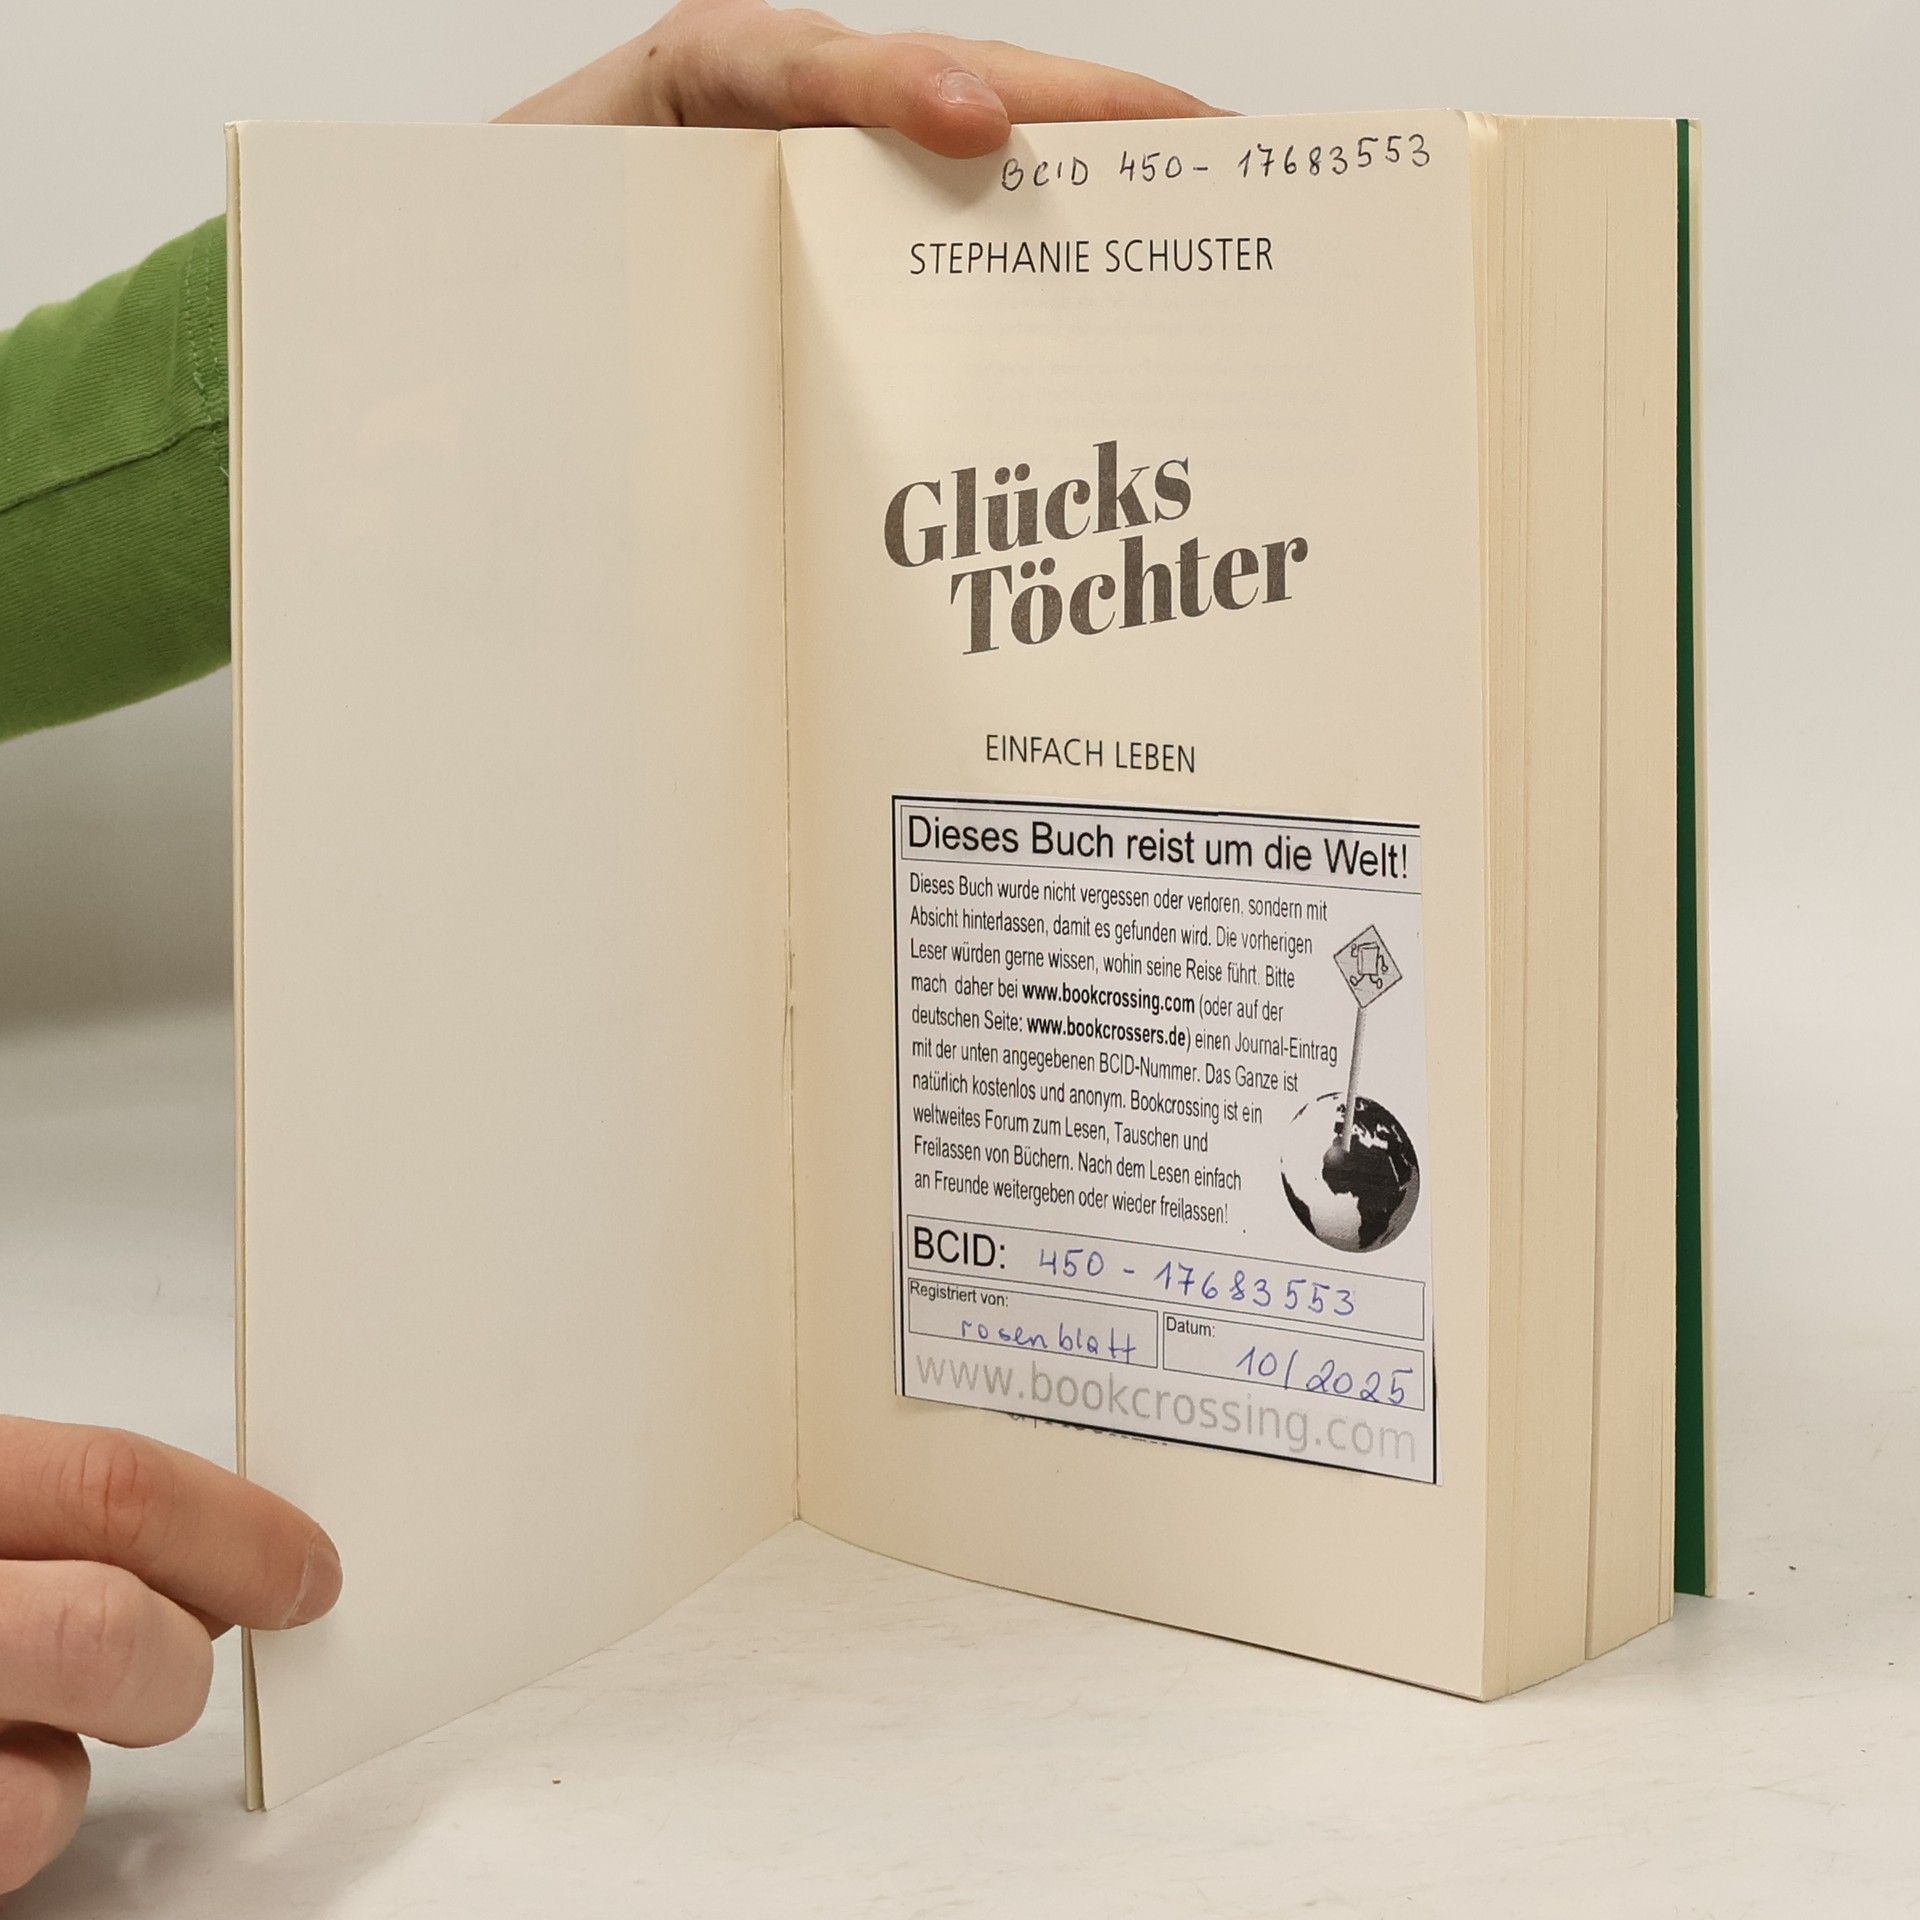 BCID 450 - 17683553
STEPHANIE SCHUSTER
Glücks
Töchter
EINFACH LEBEN
Dieses Buch reist um die Welt!
Dieses Buch wurde nicht vergessen oder verloren, sondern mit
Absicht hinterlassen, damit es gefunden wird. Die vorherigen
Leser würden gerne wissen, wohin seine Reise führt. Bitte
mach daher bei www.bookcrossing.com (oder auf der
deutschen Seite: www.bookcrossers.de) einen Journal-Eintrag
mit der unten angegebenen BCID-Nummer. Das Ganze ist
natürlich kostenlos und anonym. Bookcrossing ist ein
weltweites Forum zum Lesen, Tauschen und
Freilassen von Büchern. Nach dem Lesen einfach
an Freunde weitergeben oder wieder freilassen!
BCID: 450 - 17683553
Registriert von: rosenblatt
Datum: 10/2025
www.bookcrossing.com